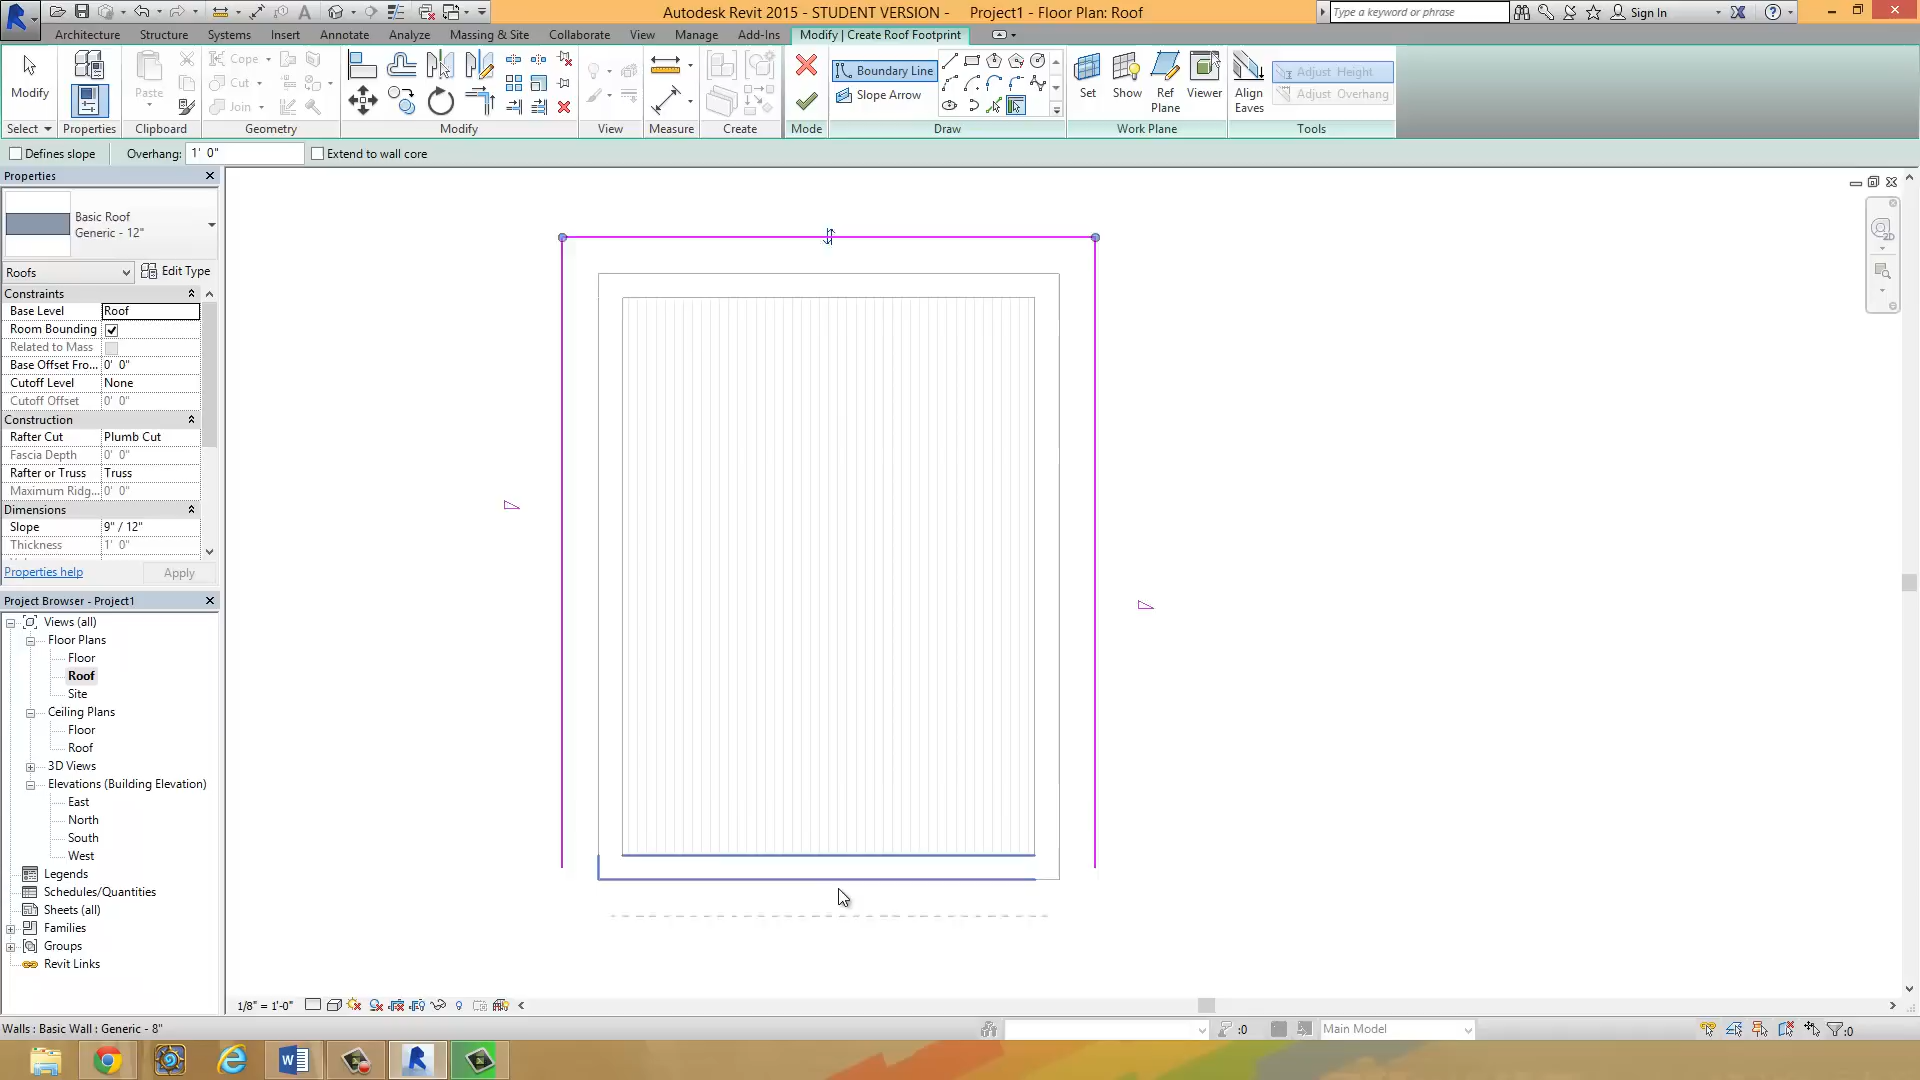 Autodesk Revit 2015 - STUDENT VERSION - Project1 - Floor Plan: Roof
Type a keyword or phrase
Sign In
Architecture Structure Systems Insert Annotate Analyze Massing & Site Collaborate View Manage Add-Ins Modify | Create Roof Footprint
Modify
Paste
Cope
Cut
Join
Boundary Line
Slope Arrow
Set
Show
Ref
Plane
Viewer
Align
Eaves
Adjust Height
Adjust Overhang
Select Properties Clipboard Geometry Modify View Measure Create Mode Draw Work Plane Tools
Defines slope Overhang: 1' 0" Extend to wall core
Properties
Basic Roof
Generic - 12"
Roofs Edit Type
Constraints
Base Level Roof
Room Bounding
Related to Mass
Base Offset Fro... 0' 0"
Cutoff Level None
Cutoff Offset 0' 0"
Construction
Rafter Cut Plumb Cut
Fascia Depth 0' 0"
Rafter or Truss Truss
Maximum Ridg... 0' 0"
Dimensions
Slope 9" / 12"
Thickness 1' 0"
Properties help Apply
Project Browser - Project1
Views (all)
Floor Plans
Floor
Roof
Site
Ceiling Plans
Floor
Roof
3D Views
Elevations (Building Elevation)
East
North
South
West
Legends
Schedules/Quantities
Sheets (all)
Families
Groups
Revit Links
1/8" = 1'-0"
Walls : Basic Wall : Generic - 8"
:0
Main Model
:0